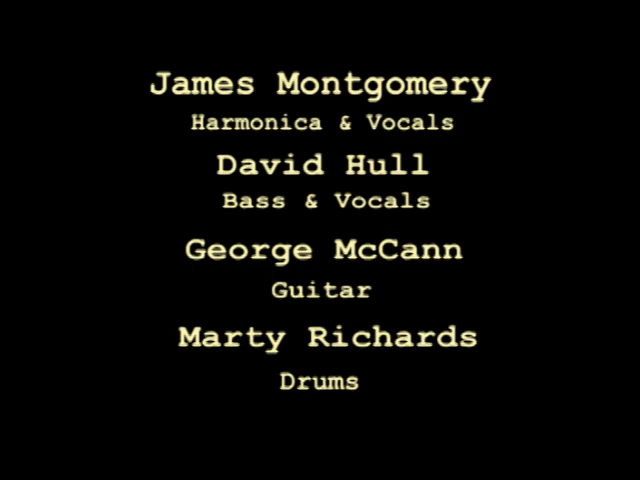 James Montgomery
Harmonica & Vocals
David Hull
Bass & Vocals
George McCann
Guitar
Marty Richards
Drums